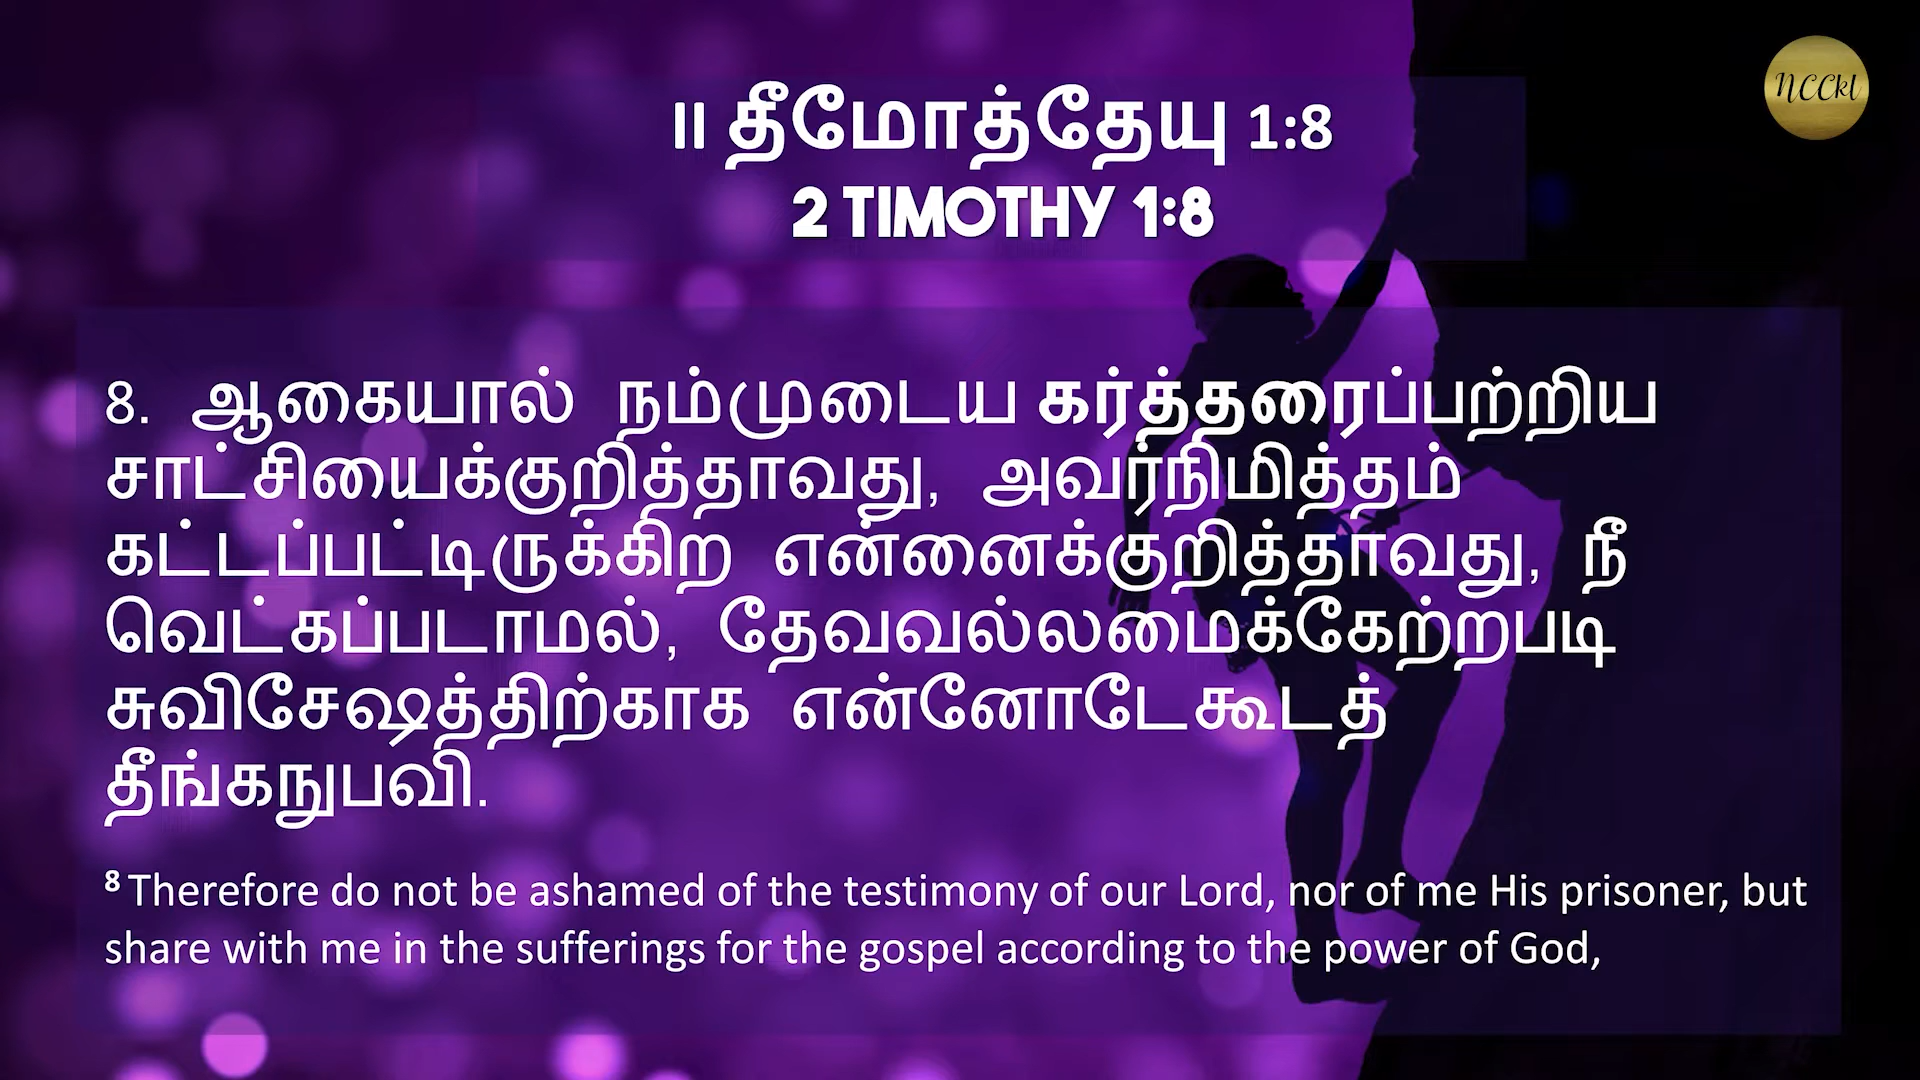 NCCkl
II தீமோத்தேயு 1:8
2 TIMOTHY 1:8
8. ஆகையால் நம்முடைய கர்த்தரைப்பற்றிய
சாட்சியைக்குறித்தாவது, அவர்நிமித்தம்
கட்டப்பட்டிருக்கிற என்னைக்குறித்தாவது, நீ
வெட்கப்படாமல், தேவவல்லமைக்கேற்றபடி
சுவிசேஷத்திற்காக என்னோடேகூடத்
தீங்கநுபவி.
8 Therefore do not be ashamed of the testimony of our Lord, nor of me His prisoner, but
share with me in the sufferings for the gospel according to the power of God,